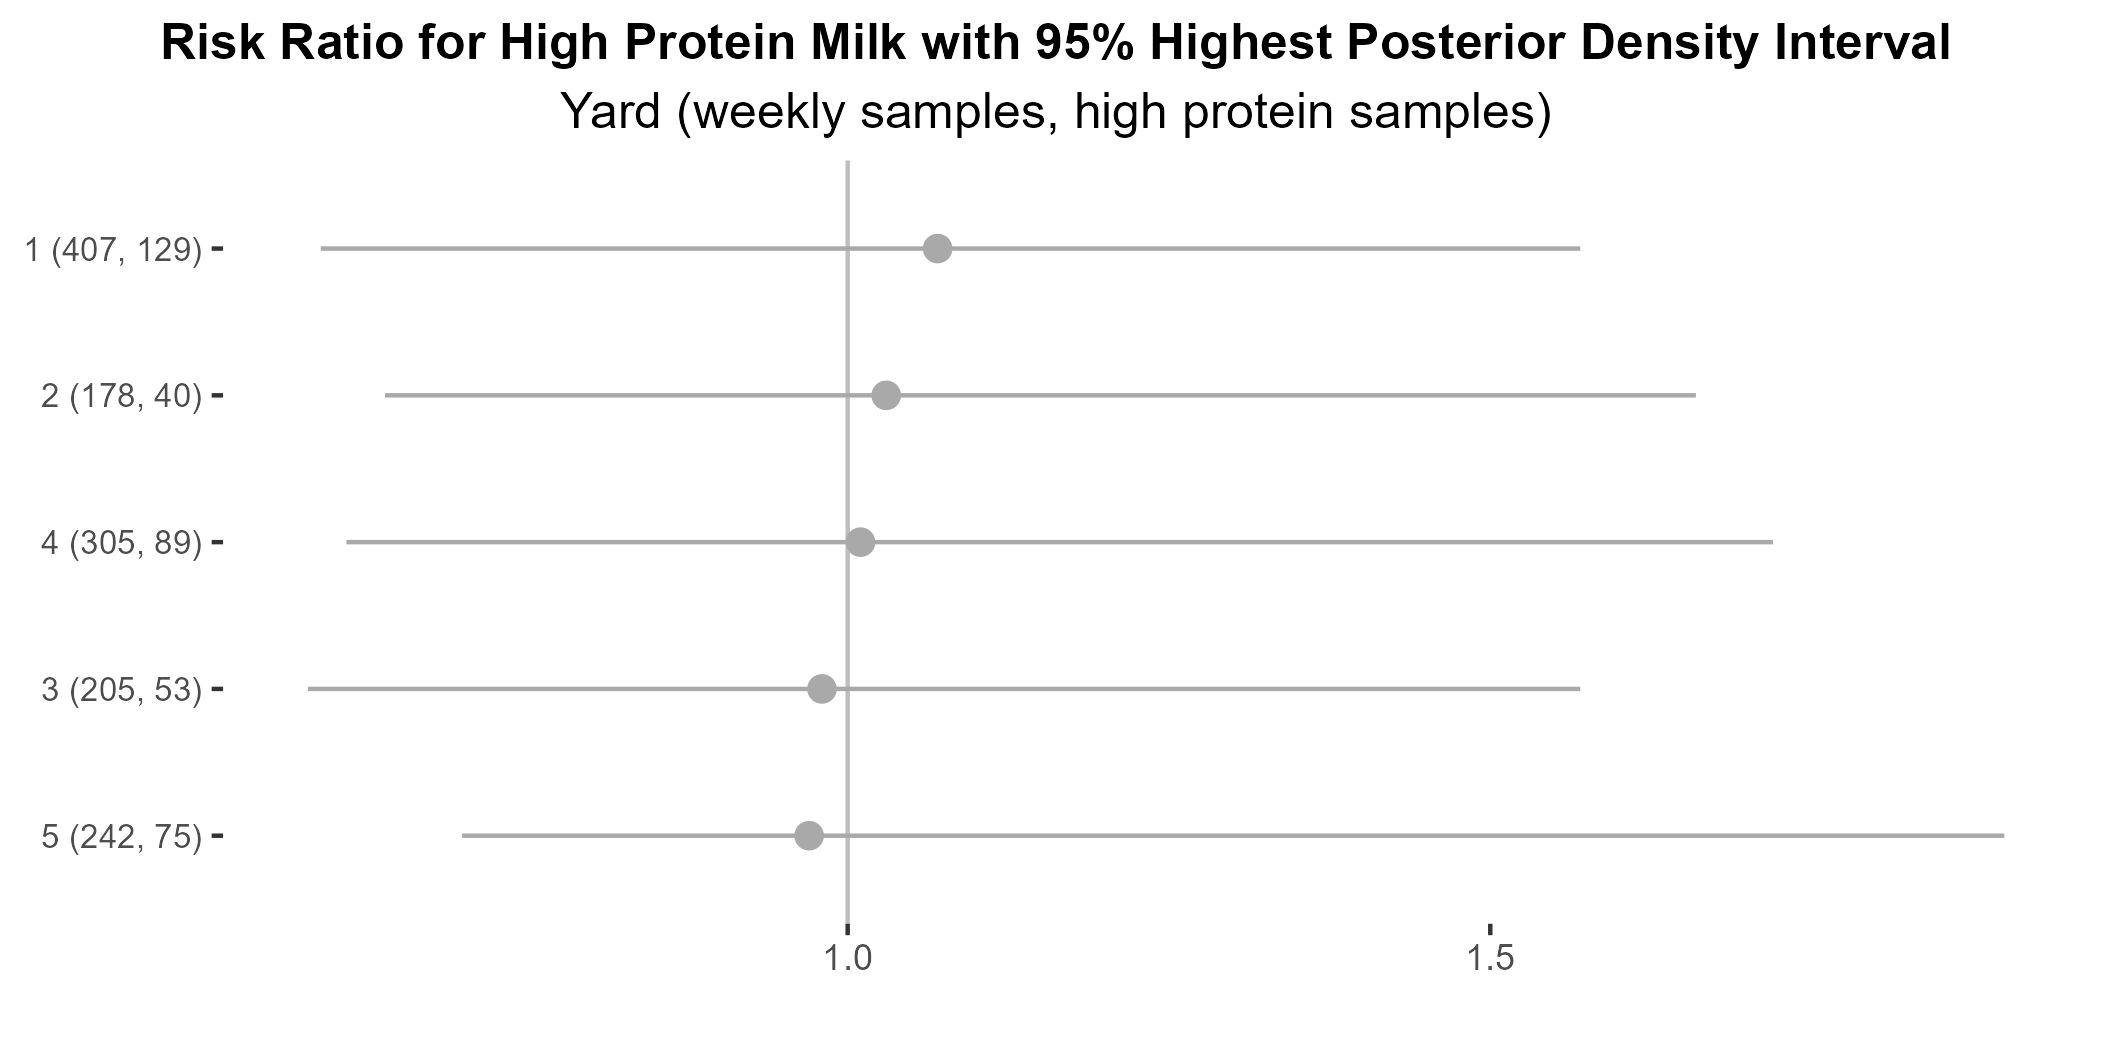 Risk Ratio for High Protein Milk with 95% Highest Posterior Density Interval
Yard (weekly samples, high protein samples)
1 (407, 129)
2 (178, 40)
4 (305, 89)
3 (205, 53)
5 (242, 75)
1.0
1.5